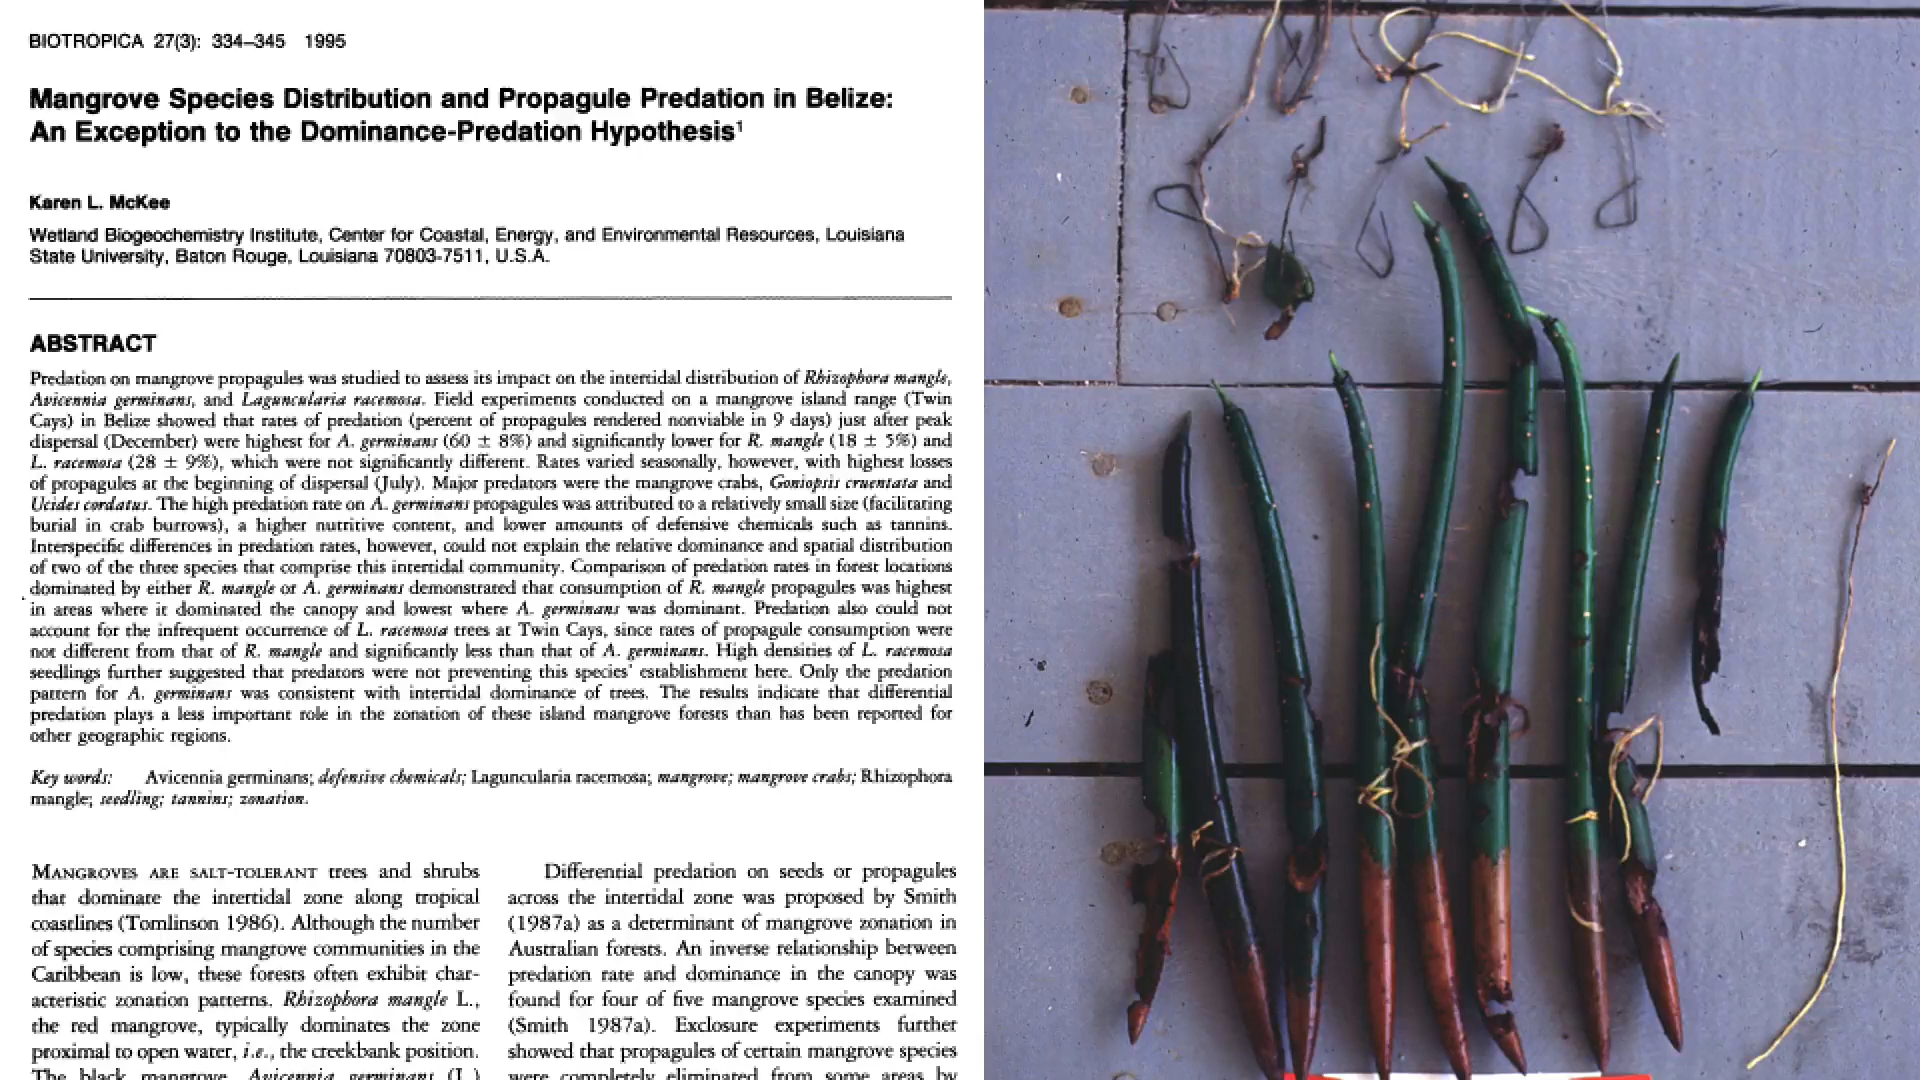 BIOTROPICA 27(3): 334–345 1995
Mangrove Species Distribution and Propagule Predation in Belize:
An Exception to the Dominance-Predation Hypothesis¹
Karen L. McKee
Wetland Biogeochemistry Institute, Center for Coastal, Energy, and Environmental Resources, Louisiana
State University, Baton Rouge, Louisiana 70803-7511, U.S.A.
ABSTRACT
Predation on mangrove propagules was studied to assess its impact on the intertidal distribution of Rhizophora mangle,
Avicennia germinans, and Laguncularia racemosa. Field experiments conducted on a mangrove island range (Twin
Cays) in Belize showed that rates of predation (percent of propagules rendered nonviable in 9 days) just after peak
dispersal (December) were highest for A. germinans (60 ± 8%) and significantly lower for R. mangle (18 ± 5%) and
L. racemosa (28 ± 9%), which were not significantly different. Rates varied seasonally, however, with highest losses
of propagules at the beginning of dispersal (July). Major predators were the mangrove crabs, Goniopsis cruentata and
Ucides cordatus. The high predation rate on A. germinans propagules was attributed to a relatively small size (facilitating
burial in crab burrows), a higher nutritive content, and lower amounts of defensive chemicals such as tannins.
Interspecific differences in predation rates, however, could not explain the relative dominance and spatial distribution
of two of the three species that comprise this intertidal community. Comparison of predation rates in forest locations
dominated by either R. mangle or A. germinans demonstrated that consumption of R. mangle propagules was highest
in areas where it dominated the canopy and lowest where A. germinans was dominant. Predation also could not
account for the infrequent occurrence of L. racemosa trees at Twin Cays, since rates of propagule consumption were
not different from that of R. mangle and significantly less than that of A. germinans. High densities of L. racemosa
seedlings further suggested that predators were not preventing this species' establishment here. Only the predation
pattern for A. germinans was consistent with intertidal dominance of trees. The results indicate that differential
predation plays a less important role in the zonation of these island mangrove forests than has been reported for
other geographic regions.
Key words: Avicennia germinans; defensive chemicals; Laguncularia racemosa; mangrove; mangrove crabs; Rhizophora
mangle; seedling; tannins; zonation.
MANGROVES ARE SALT-TOLERANT trees and shrubs
that dominate the intertidal zone along tropical
coastlines (Tomlinson 1986). Although the number
of species comprising mangrove communities in the
Caribbean is low, these forests often exhibit char-
acteristic zonation patterns. Rhizophora mangle L.,
the red mangrove, typically dominates the zone
proximal to open water, i.e., the creekbank position.
The black mangrove, Avicennia germinans (L.)
Differential predation on seeds or propagules
across the intertidal zone was proposed by Smith
(1987a) as a determinant of mangrove zonation in
Australian forests. An inverse relationship between
predation rate and dominance in the canopy was
found for four of five mangrove species examined
(Smith 1987a). Exclosure experiments further
showed that propagules of certain mangrove species
were completely eliminated from some areas by